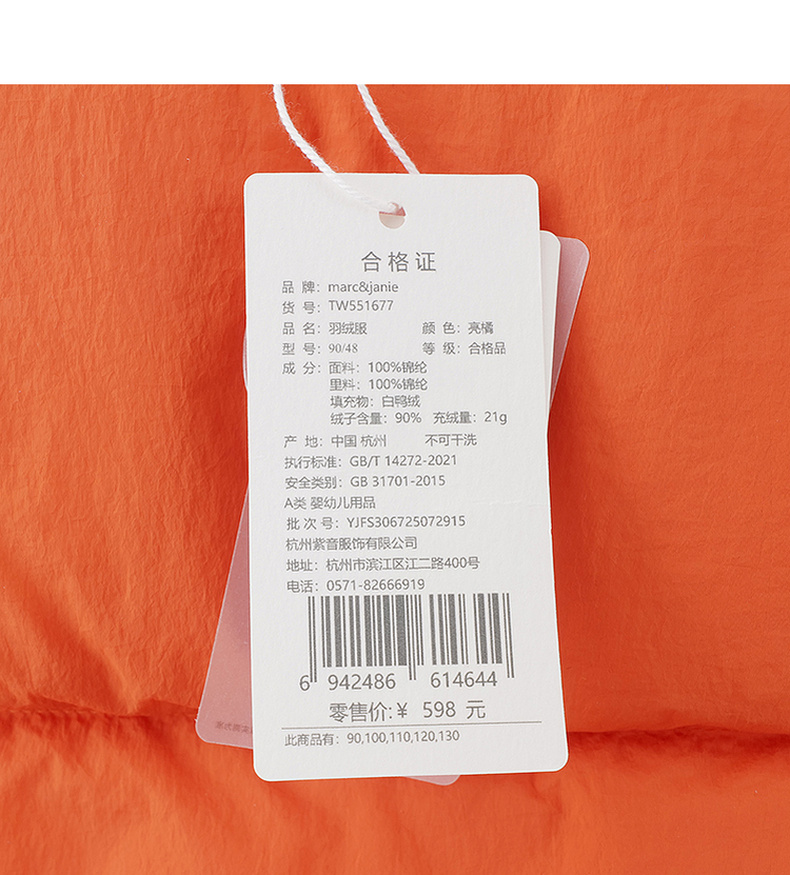 合格证
品 牌：marc&janie
货 号：TW551677
品 名：羽绒服 颜 色：亮橘
型 号：90/48 等 级：合格品
成 分：面料：100%锦纶
里料：100%锦纶
填充物：白鸭绒
绒子含量：90% 充绒量：21g
产 地：中国 杭州 不可干洗
执行标准：GB/T 14272-2021
安全类别：GB 31701-2015
A类 婴幼儿用品
批 次 号：YJFS306725072915
杭州紫音服饰有限公司
地址：杭州市滨江区江二路400号
电话：0571-82666919
6 942486 614644
零售价:¥ 598 元
此商品有：90,100,110,120,130